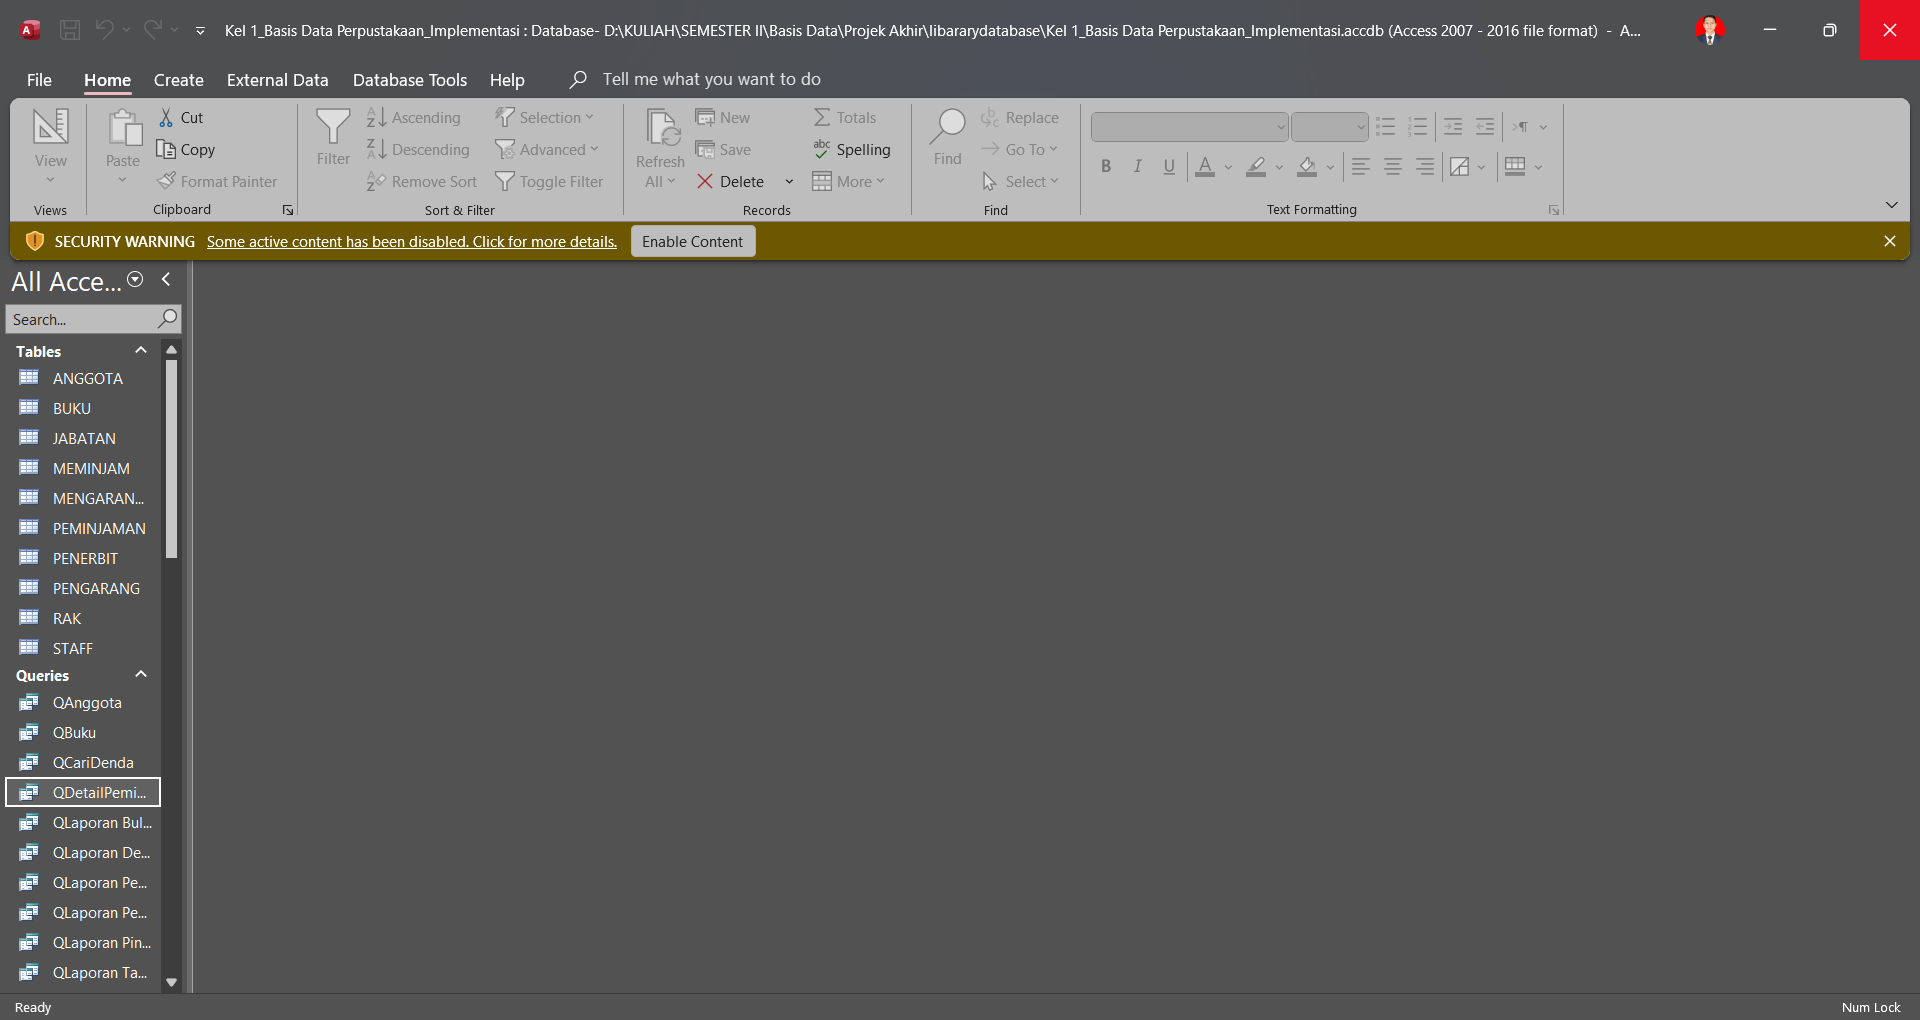 Kel 1_Basis Data Perpustakaan_Implementasi : Database- D:\KULIAH\SEMESTER II\Basis Data\Projek Akhir\libararydatabase\Kel 1_Basis Data Perpustakaan_Implementasi.accdb (Access 2007 - 2016 file format) - A...
File Home Create External Data Database Tools Help Tell me what you want to do
View
Views
Paste
Cut
Copy
Format Painter
Clipboard
Filter
Ascending
Descending
Remove Sort
Selection
Advanced
Toggle Filter
Sort & Filter
Refresh
All
New
Save
Delete
Totals
Spelling
More
Records
Find
Replace
Go To
Select
Find
B I U A
Text Formatting
SECURITY WARNING Some active content has been disabled. Click for more details. Enable Content
All Acce...
Search...
Tables
ANGGOTA
BUKU
JABATAN
MEMINJAM
MENGARAN...
PEMINJAMAN
PENERBIT
PENGARANG
RAK
STAFF
Queries
QAnggota
QBuku
QCariDenda
QDetailPemi...
QLaporan Bul...
QLaporan De...
QLaporan Pe...
QLaporan Pe...
QLaporan Pin...
QLaporan Ta...
Ready Num Lock